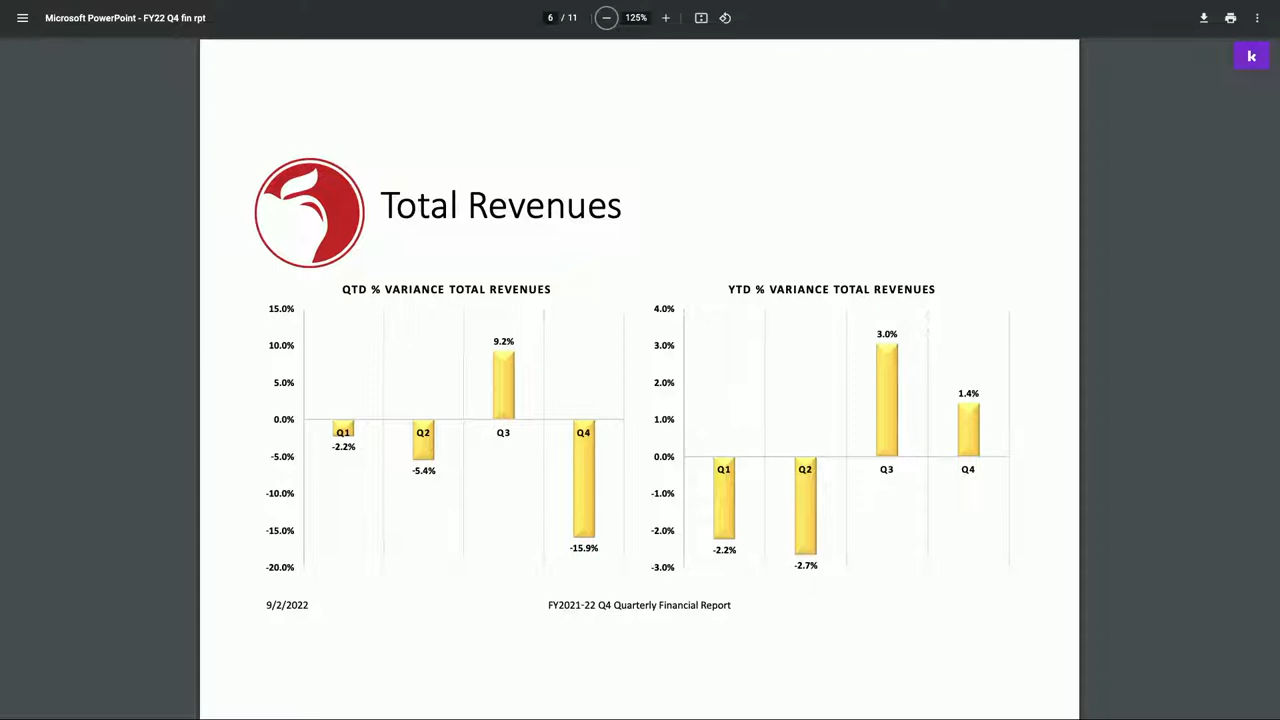 Microsoft PowerPoint - FY22 Q4 fin rpt
6 / 11
125%
k
Total Revenues
QTD % VARIANCE TOTAL REVENUES
15.0%
10.0%
5.0%
0.0%
-5.0%
-10.0%
-15.0%
-20.0%
9.2%
Q1
Q2
Q3
Q4
-2.2%
-5.4%
-15.9%
YTD % VARIANCE TOTAL REVENUES
4.0%
3.0%
2.0%
1.0%
0.0%
-1.0%
-2.0%
-3.0%
3.0%
1.4%
Q1
Q2
Q3
Q4
-2.2%
-2.7%
9/2/2022
FY2021-22 Q4 Quarterly Financial Report